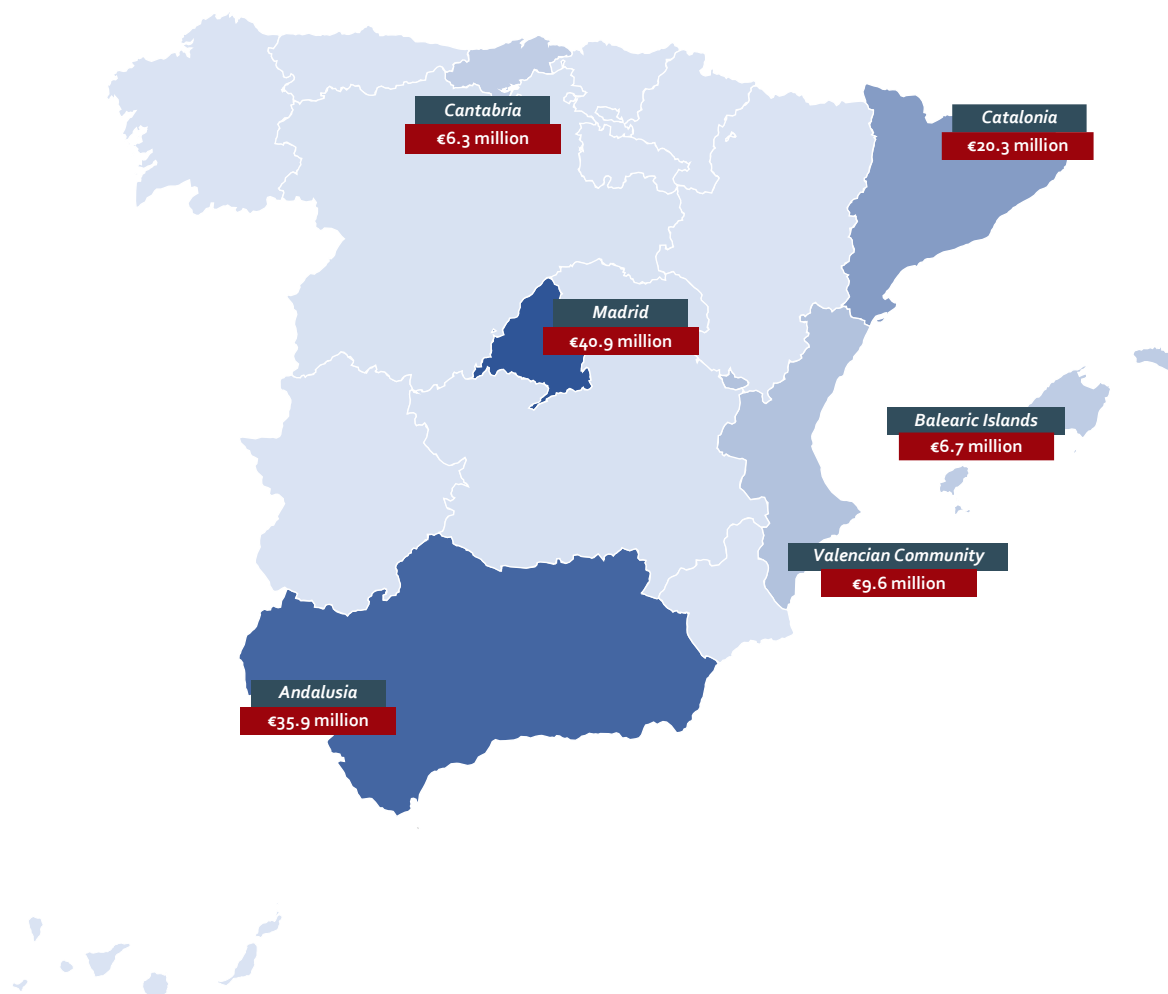 Cantabria
€6.3 million
Catalonia
€20.3 million
Madrid
€40.9 million
Balearic Islands
€6.7 million
Valencian Community
€9.6 million
Andalusia
€35.9 million